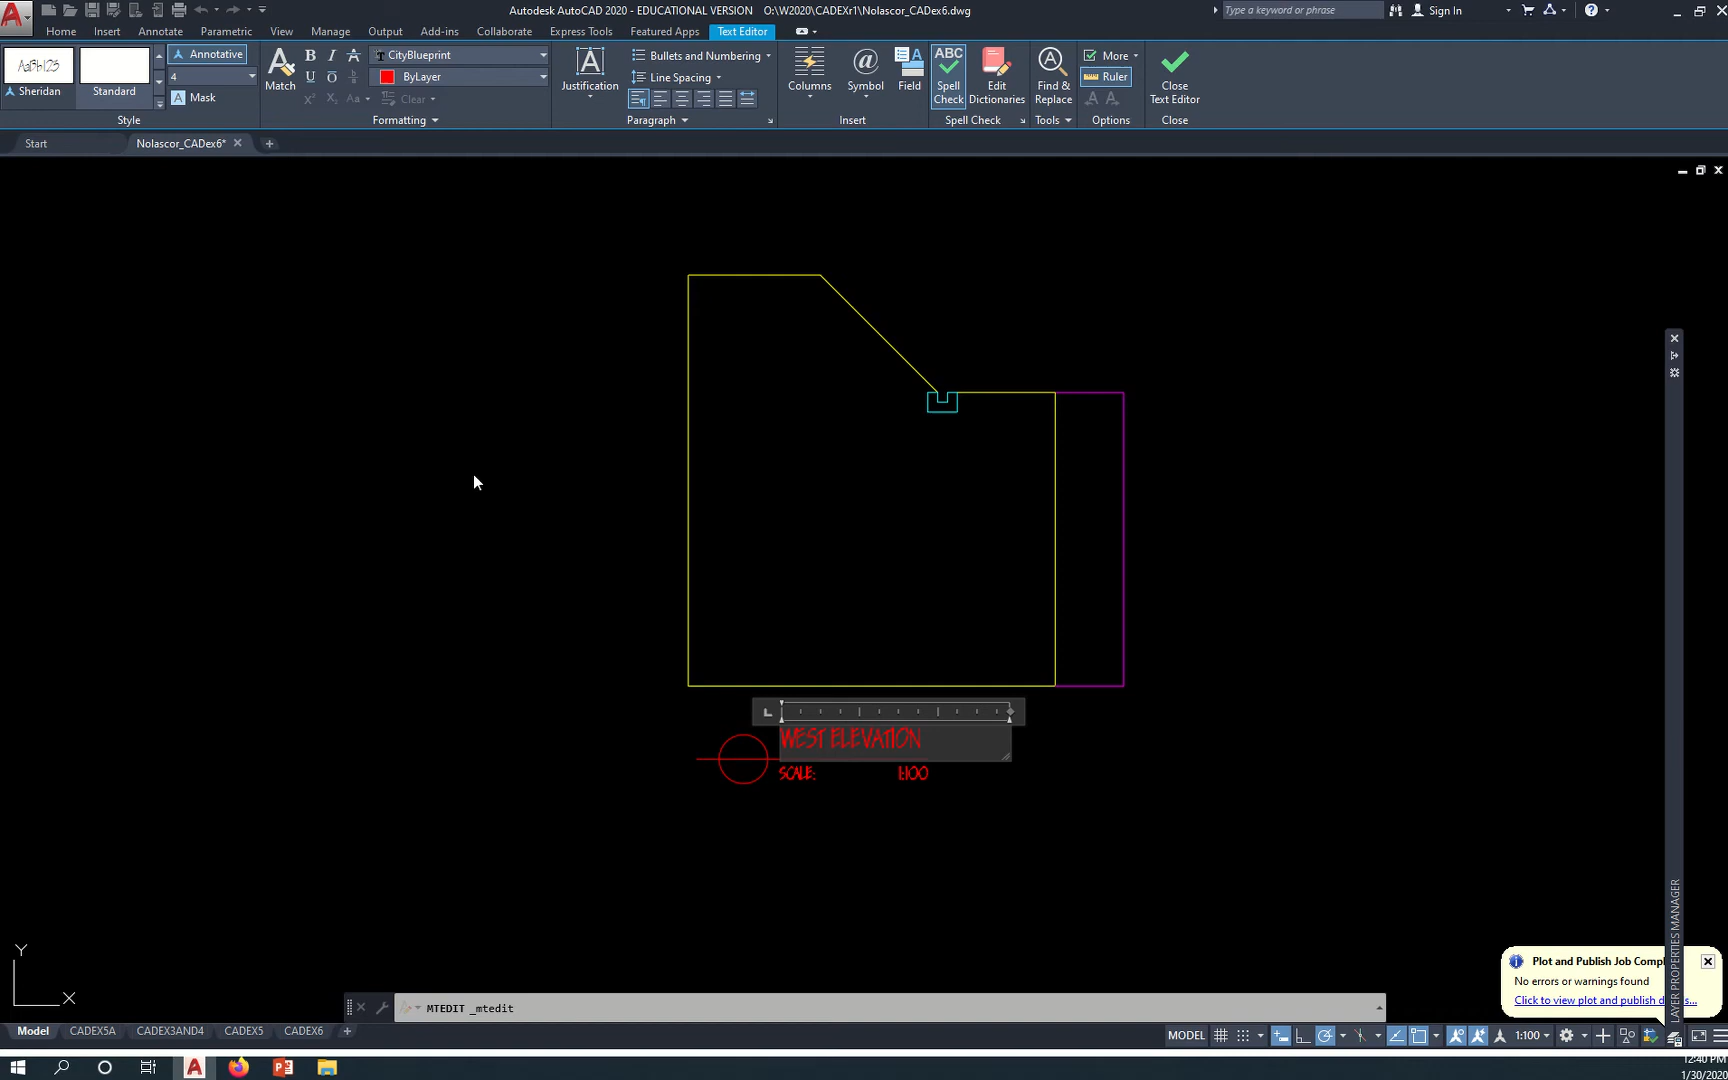 Autodesk AutoCAD 2020 - EDUCATIONAL VERSION O:\W2020\CADEXr1\Nolascor_CADex6.dwg
Type a keyword or phrase
Sign In
Home Insert Annotate Parametric View Manage Output Add-ins Collaborate Express Tools Featured Apps Text Editor
AaBb123
Sheridan
Standard
Annotative
4
Mask
Style
Match
CityBlueprint
ByLayer
Clear
Formatting
Justification
Bullets and Numbering
Line Spacing
Paragraph
Columns
Symbol
Field
Insert
ABC
Spell
Check
Edit
Dictionaries
Spell Check
Find &
Replace
Tools
More
Ruler
Options
Close
Text Editor
Close
Start
Nolascor_CADex6*
WEST ELEVATION
SCALE: 1:100
Y
X
LAYER PROPERTIES MANAGER
Plot and Publish Job Compl
No errors or warnings found
Click to view plot and publish d s...
MTEDIT _mtedit
Model CADEX5A CADEX3AND4 CADEX5 CADEX6
MODEL
1:100
12:40 PM
1/30/2020